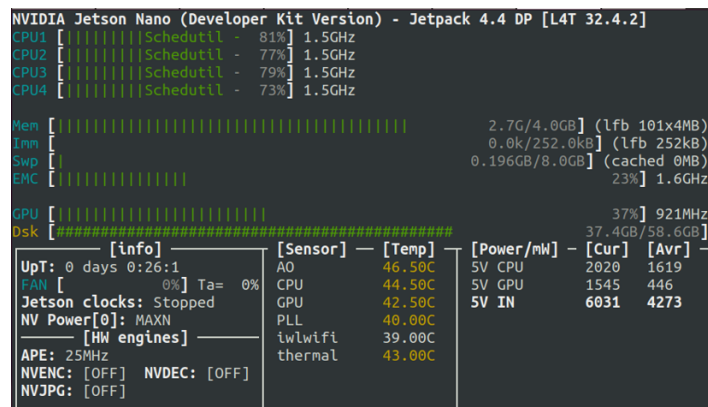 NVIDIA Jetson Nano (Developer Kit Version) - Jetpack 4.4 DP [L4T 32.4.2]
CPU1 [|||||||||Schedutil - 81%] 1.5GHz
CPU2 [|||||||||Schedutil - 77%] 1.5GHz
CPU3 [|||||||||Schedutil - 79%] 1.5GHz
CPU4 [|||||||||Schedutil - 73%] 1.5GHz
Mem [||||||||||||||||||||||||||||||||||||||||| 2.7G/4.0GB] (lfb 101x4MB)
Imm [ 0.0k/252.0kB] (lfb 252kB)
Swp [| 0.196GB/8.0GB] (cached 0MB)
EMC [||||||||||||||| 23%] 1.6GHz
GPU [|||||||||||||||||||||||| 37%] 921MHz
Dsk [############################################## 37.4GB/58.6GB]
[info] [Sensor] [Temp] [Power/mW] [Cur] [Avr]
UpT: 0 days 0:26:1 AO 46.50C 5V CPU 2020 1619
FAN [ 0%] Ta= 0% CPU 44.50C 5V GPU 1545 446
Jetson clocks: Stopped GPU 42.50C 5V IN 6031 4273
NV Power[0]: MAXN PLL 40.00C
[HW engines] iwlwifi 39.00C
APE: 25MHz thermal 43.00C
NVENC: [OFF] NVDEC: [OFF]
NVJPG: [OFF]